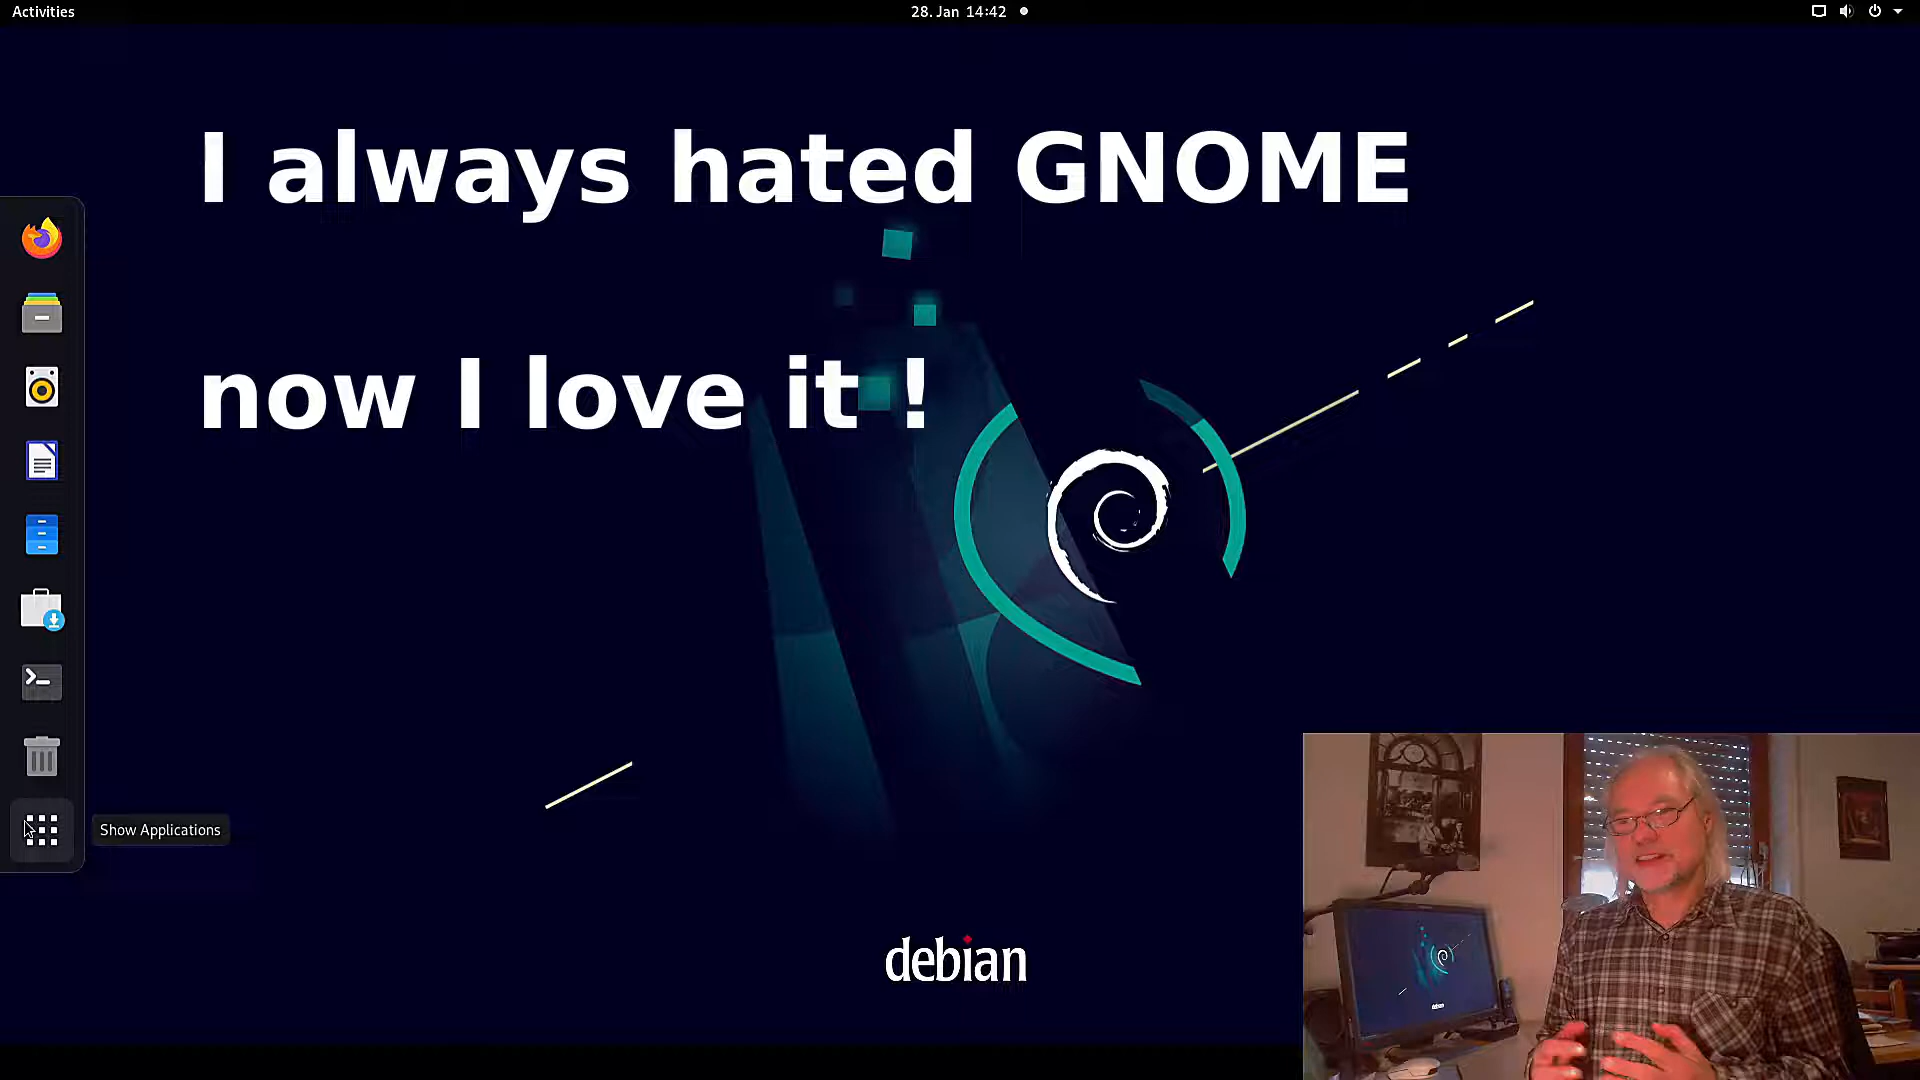 Activities
28. Jan 14:42
I always hated GNOME
now I love it !
Show Applications
debian